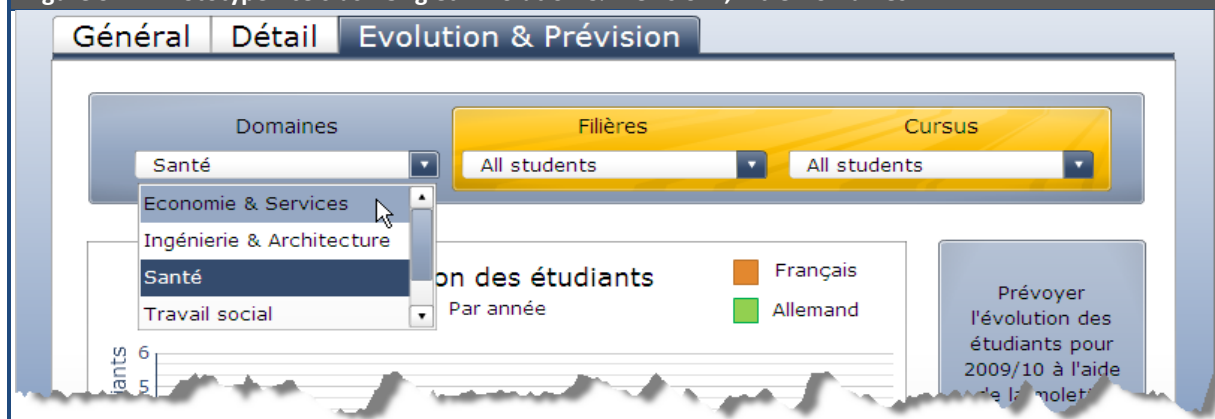 Général Détail Evolution & Prévision
Domaines Filières Cursus
Santé All students All students
Economie & Services
Ingénierie & Architecture
Santé
Travail social
on des étudiants
Par année
Français
Allemand
6
5
Prévoyer
l'évolution des
étudiants pour
2009/10 à l'aide